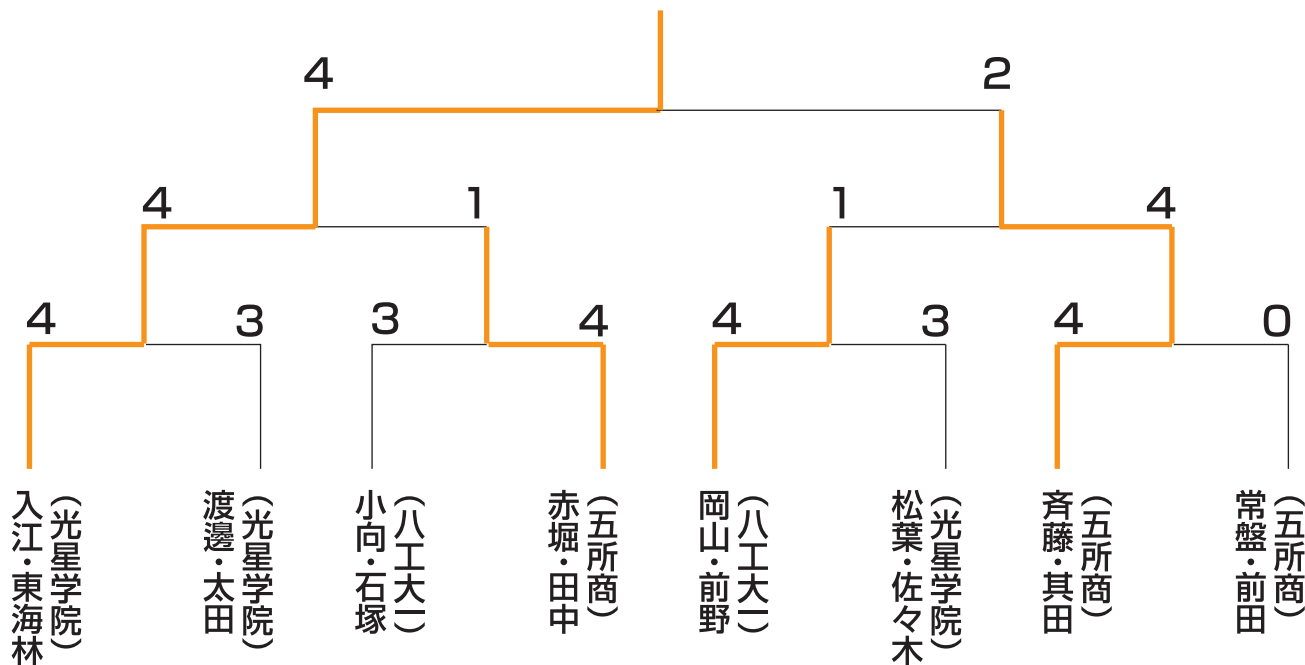 4
2
4
1
1
4
4
3
3
4
4
3
4
0
入江・東海林
(光星学院)
渡邊・太田
(光星学院)
小向・石塚
(八工大一)
赤堀・田中
(五所商)
岡山・前野
(八工大一)
松葉・佐々木
(光星学院)
斉藤・其田
(五所商)
常盤・前田
(五所商)